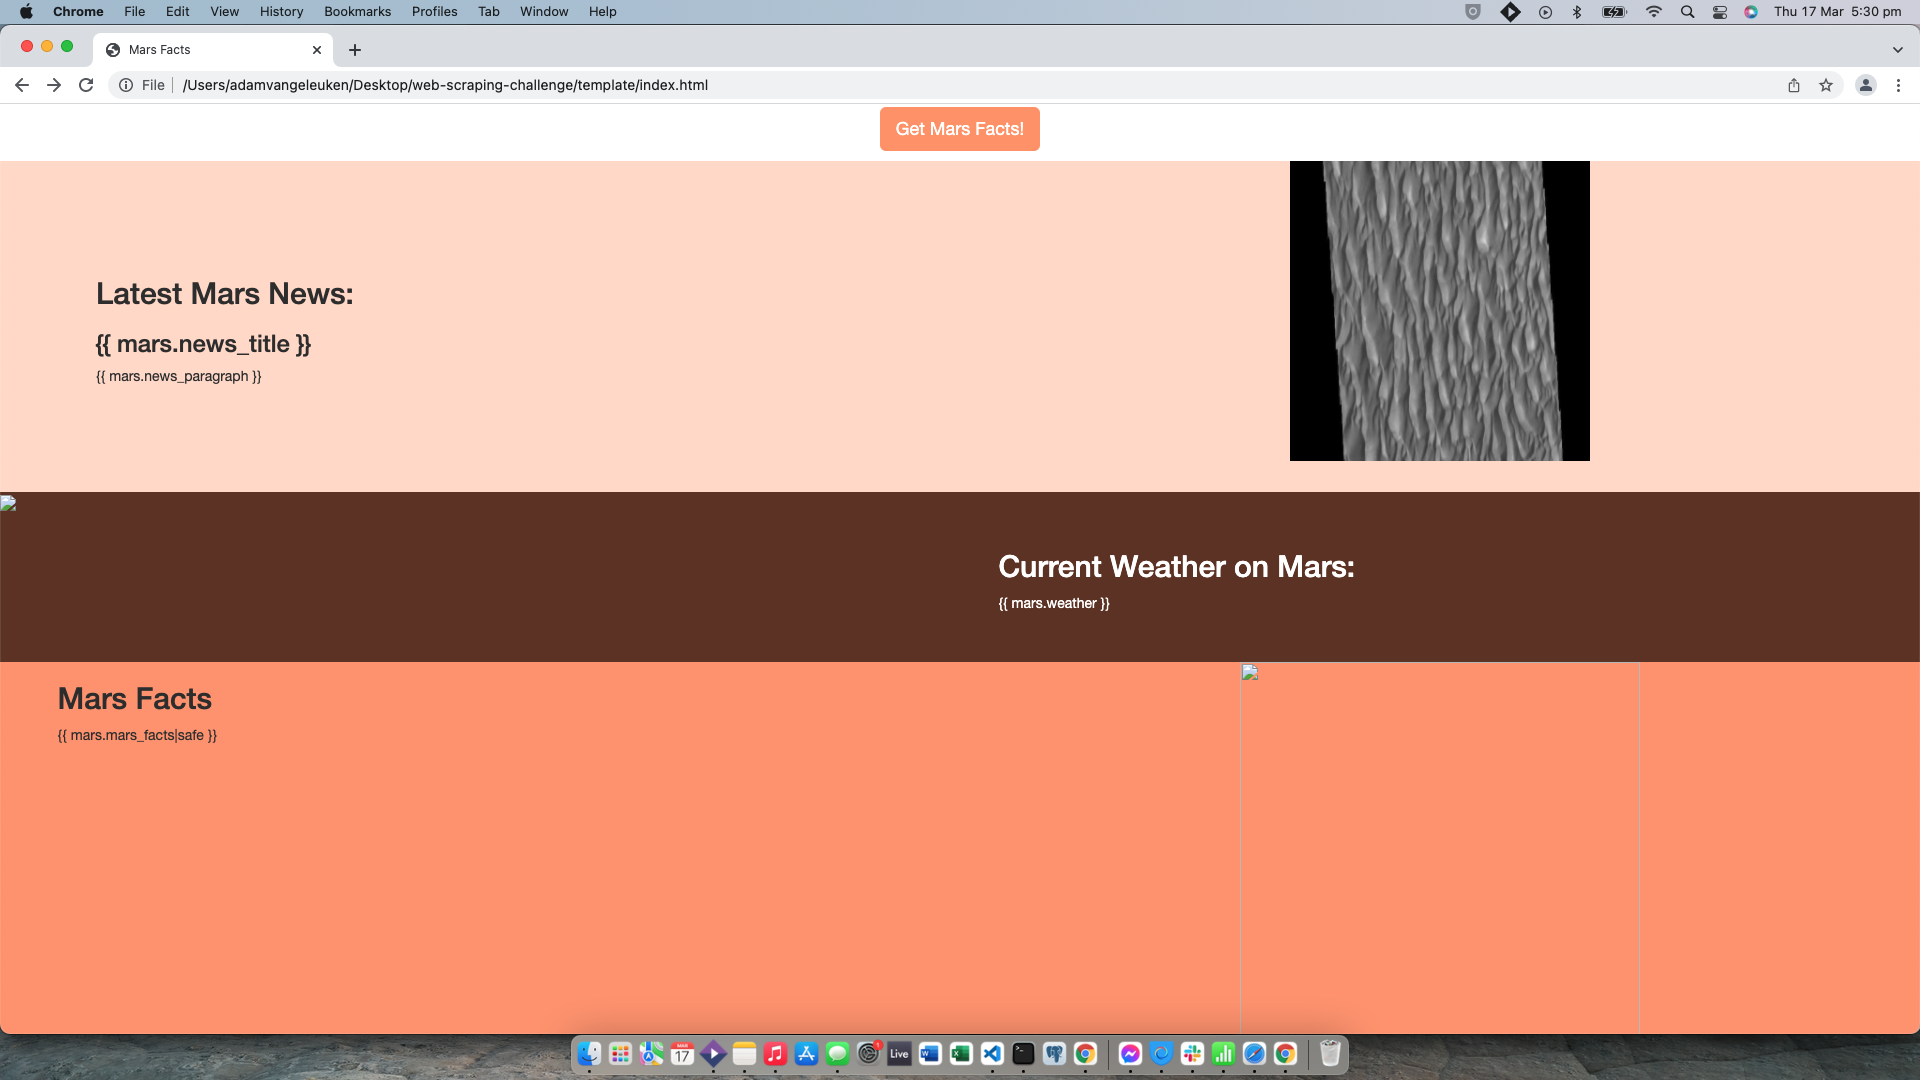 Chrome File Edit View History Bookmarks Profiles Tab Window Help Thu 17 Mar 5:30 pm
Mars Facts
File /Users/adamvangeleuken/Desktop/web-scraping-challenge/template/index.html
Get Mars Facts!
Latest Mars News:
{{ mars.news_title }}
{{ mars.news_paragraph }}
Current Weather on Mars:
{{ mars.weather }}
Mars Facts
{{ mars.mars_facts|safe }}
MAR
17
1
Live